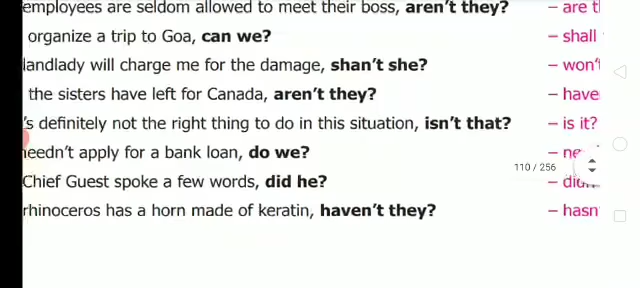 employees are seldom allowed to meet their boss, aren't they? – are t
organize a trip to Goa, can we? – shall
landlady will charge me for the damage, shan't she? – won't
the sisters have left for Canada, aren't they? – have
's definitely not the right thing to do in this situation, isn't that? – is it?
needn't apply for a bank loan, do we? – ne
110 / 256
Chief Guest spoke a few words, did he? – didn
rhinoceros has a horn made of keratin, haven't they? – hasn